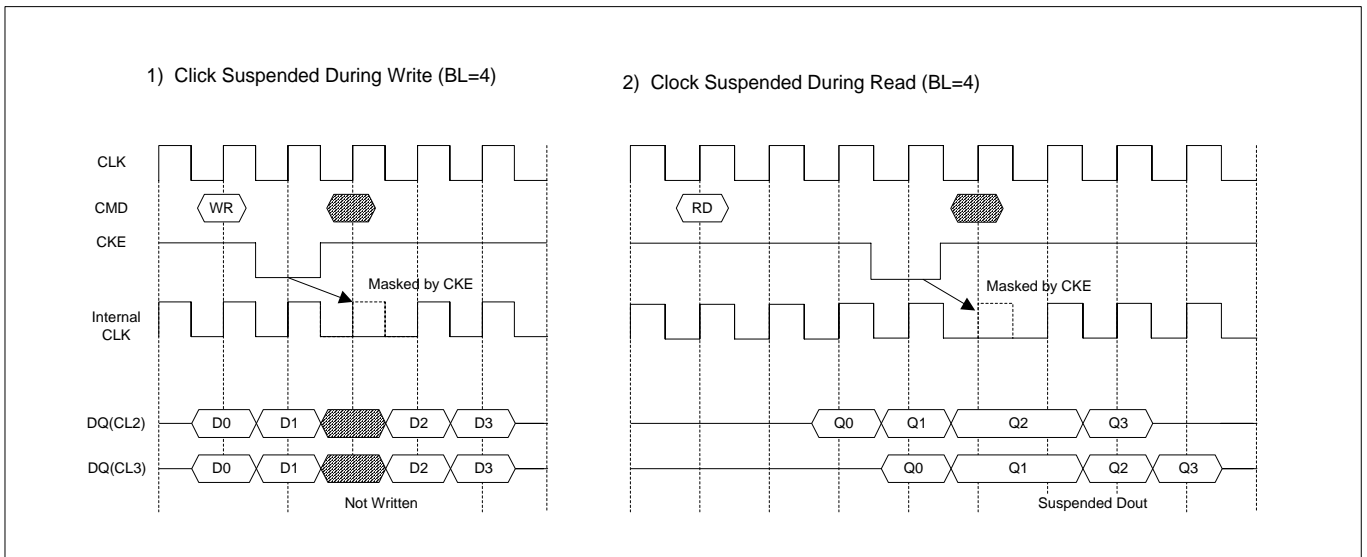 1) Click Suspended During Write (BL=4)
CLK
CMD
WR
CKE
Masked by CKE
Internal
CLK
DQ(CL2)
D0 D1 D2 D3
DQ(CL3)
D0 D1 D2 D3
Not Written
2) Clock Suspended During Read (BL=4)
RD
Masked by CKE
Q0 Q1 Q2 Q3
Q0 Q1 Q2 Q3
Suspended Dout